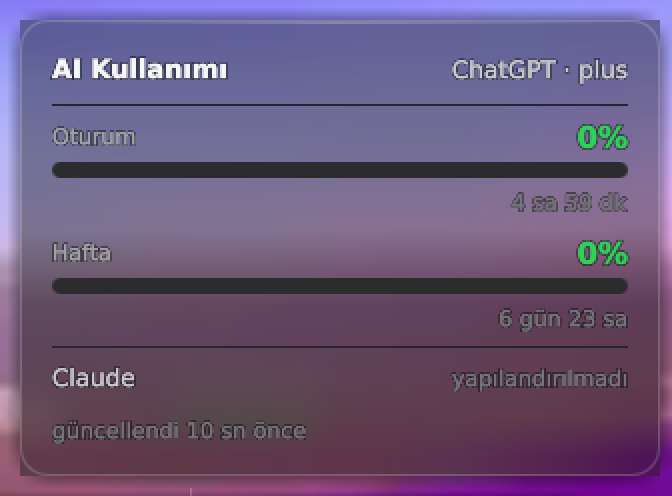 AI Kullanımı ChatGPT · plus
Oturum 0%
4 sa 59 dk
Hafta 0%
6 gün 23 sa
Claude yapılandırılmadı
güncellendi 10 sn önce